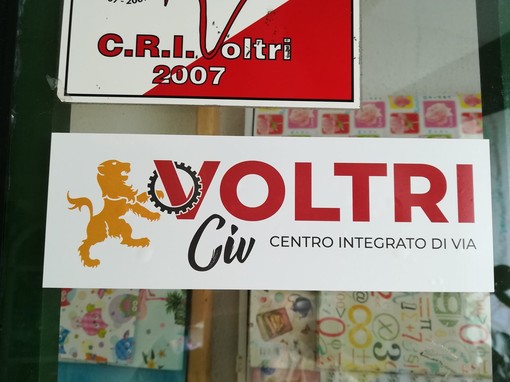 C.R.I. Voltri
2007
VOLTRI
Civ
CENTRO INTEGRATO DI VIA